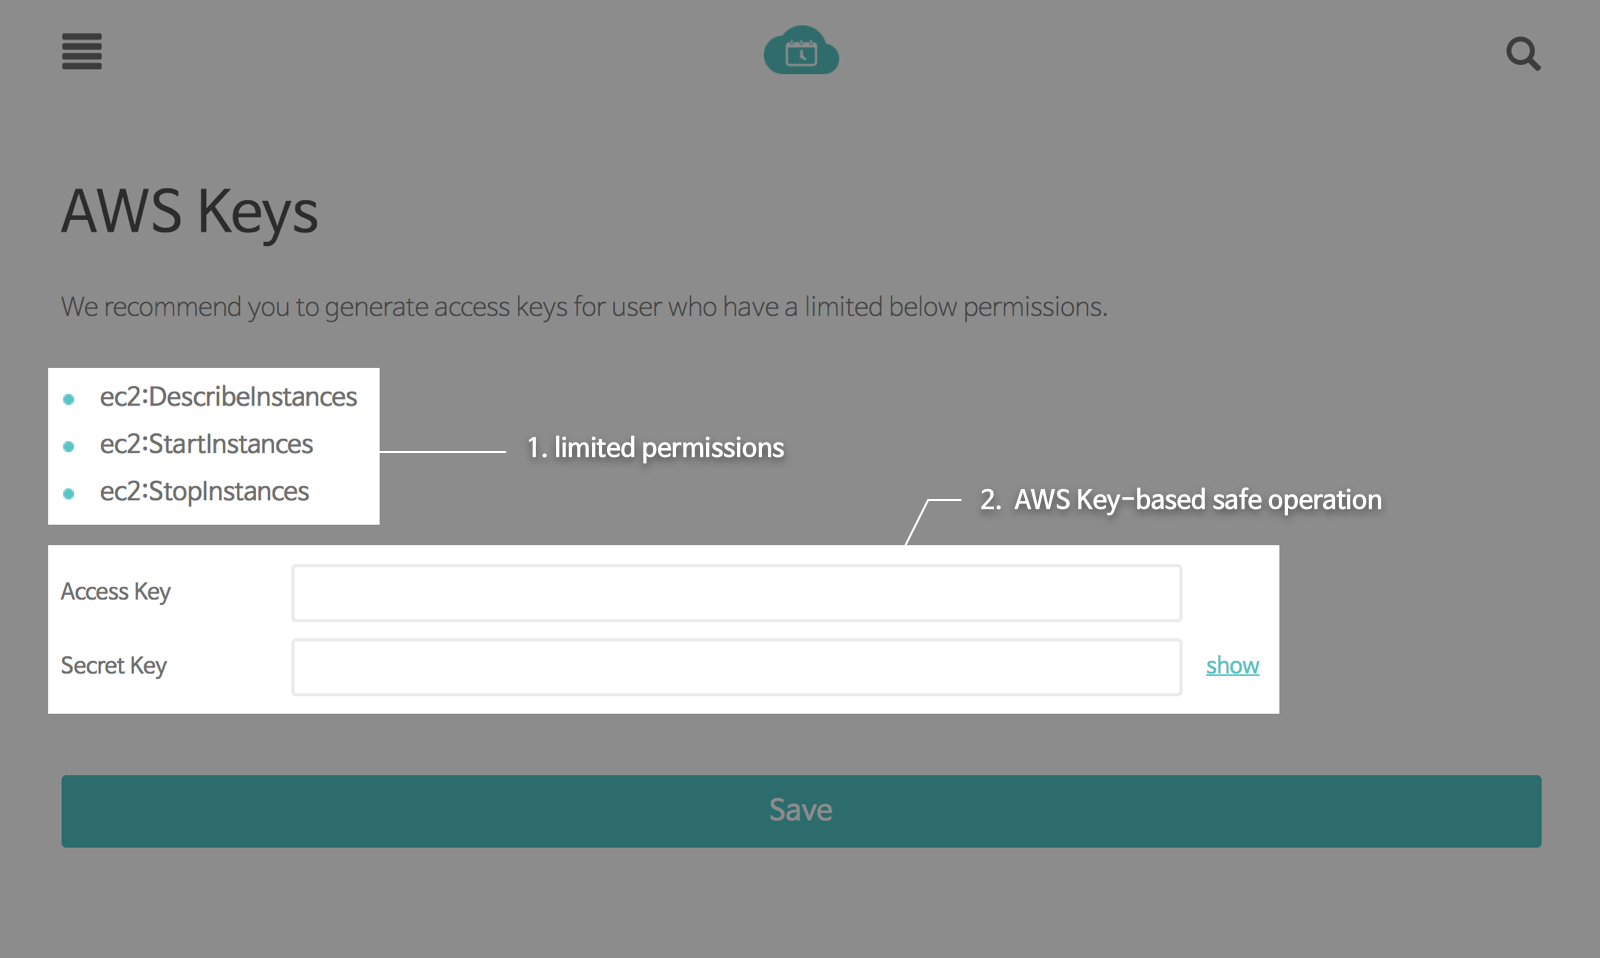 AWS Keys
We recommend you to generate access keys for user who have a limited below permissions.
ec2:DescribeInstances
ec2:StartInstances
1. limited permissions
ec2:StopInstances
2. AWS Key-based safe operation
Access Key
Secret Key
show
Save